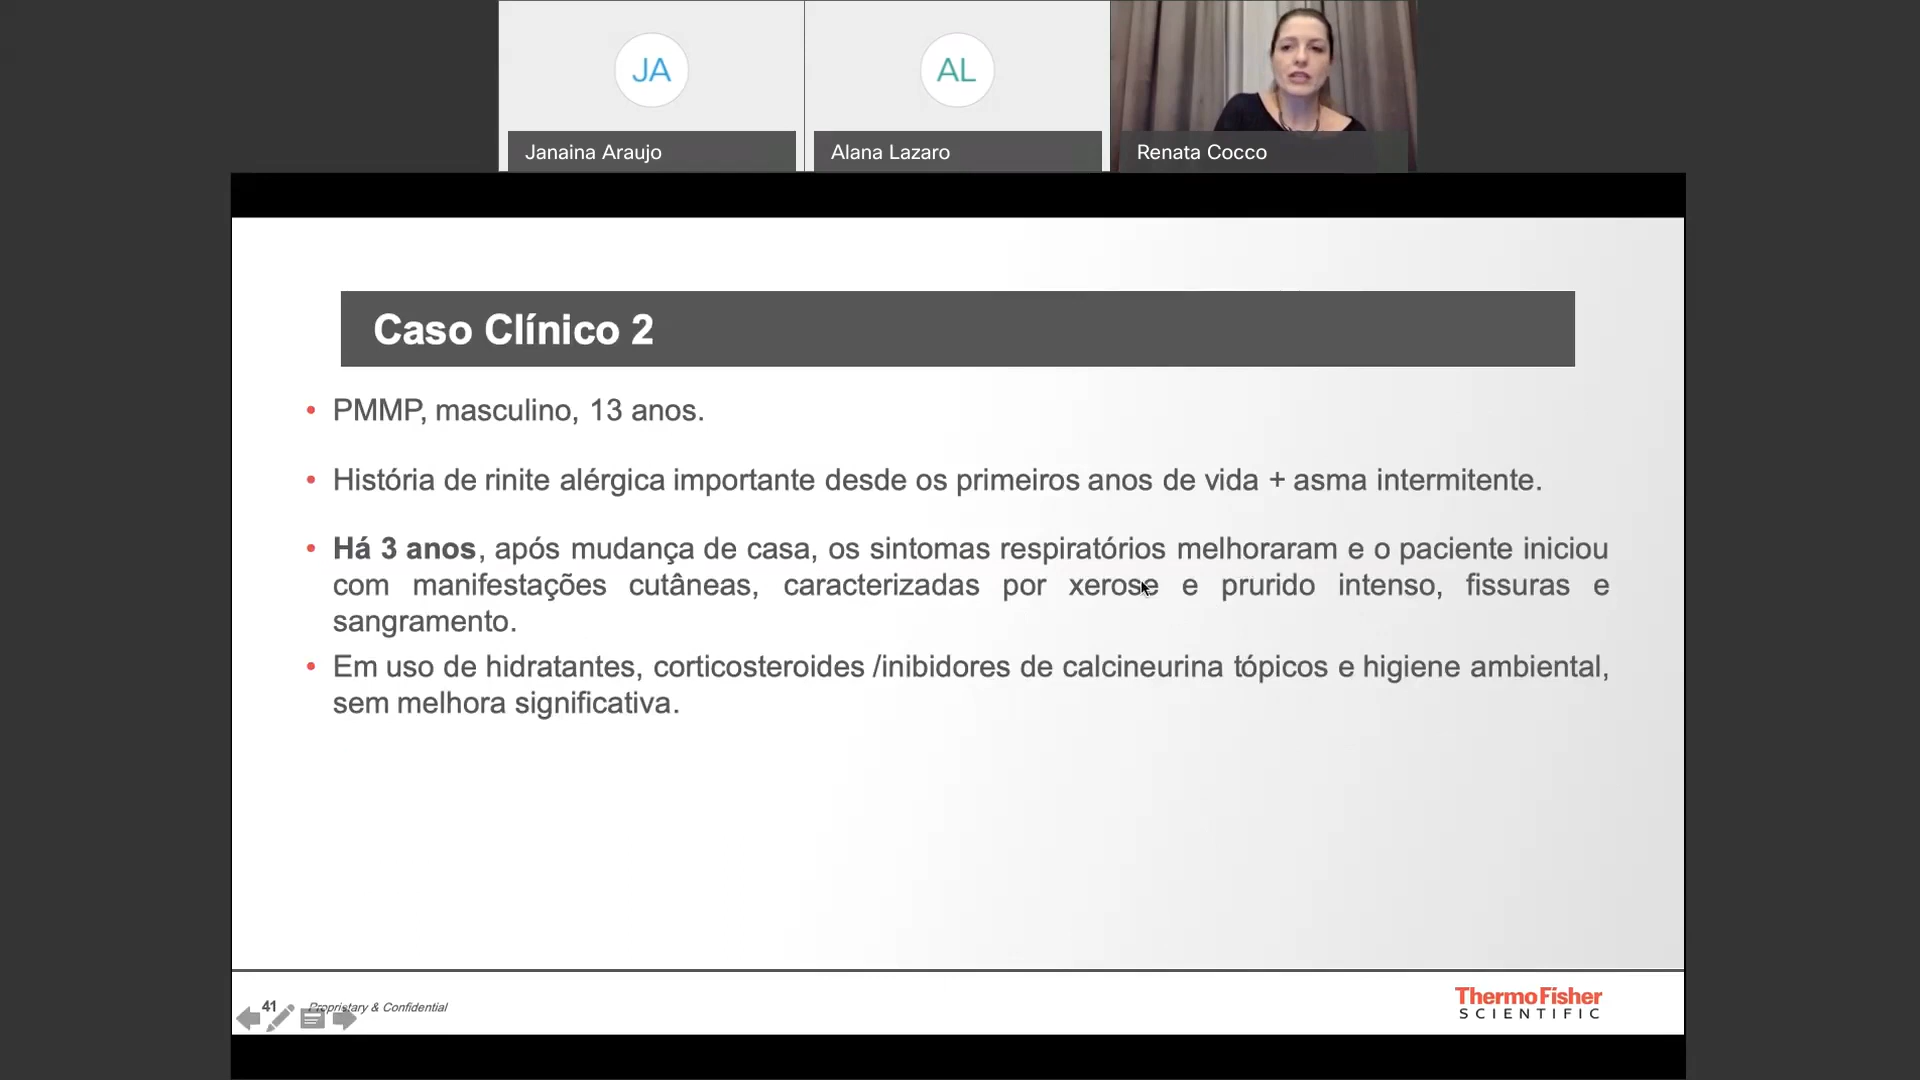 JA
AL
Janaina Araujo
Alana Lazaro
Renata Cocco
Caso Clínico 2
• PMMP, masculino, 13 anos.
• História de rinite alérgica importante desde os primeiros anos de vida + asma intermitente.
• Há 3 anos, após mudança de casa, os sintomas respiratórios melhoraram e o paciente iniciou
com manifestações cutâneas, caracterizadas por xerose e prurido intenso, fissuras e
sangramento.
• Em uso de hidratantes, corticosteroides /inibidores de calcineurina tópicos e higiene ambiental,
sem melhora significativa.
41
Proprietary & Confidential
ThermoFisher
SCIENTIFIC